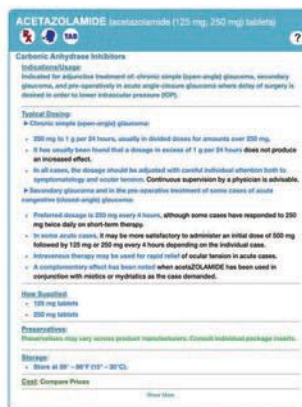 ACETAZOLAMIDE (acetazolamide (125 mg; 250 mg) tablets)
Rx TAB ?
Carbonic Anhydrase Inhibitors
Indications/Usage:
Indicated for adjunctive treatment of: chronic simple (open-angle) glaucoma, secondary
glaucoma, and pre-operatively in acute angle-closure glaucoma where delay of surgery is
desired in order to lower intraocular pressure (IOP).
Typical Dosing:
►Chronic simple (open-angle) glaucoma:
• 250 mg to 1 g per 24 hours, usually in divided doses for amounts over 250 mg.
• It has usually been found that a dosage in excess of 1 g per 24 hours does not produce
an increased effect.
• In all cases, the dosage should be adjusted with careful individual attention both to
symptomatology and ocular tension. Continuous supervision by a physician is advisable.
►Secondary glaucoma and in the pre-operative treatment of some cases of acute
congestive (closed-angle) glaucoma:
• Preferred dosage is 250 mg every 4 hours, although some cases have responded to 250
mg twice daily on short-term therapy.
• In some acute cases, it may be more satisfactory to administer an initial dose of 500 mg
followed by 125 mg or 250 mg every 4 hours depending on the individual case.
• Intravenous therapy may be used for rapid relief of ocular tension in acute cases.
• A complementary effect has been noted when acetaZOLAMIDE has been used in
conjunction with miotics or mydriatics as the case demanded.
How Supplied:
• 125 mg tablets
• 250 mg tablets
Preservatives:
Preservatives may vary across product manufacturers. Consult individual package inserts.
Storage:
• Store at 59° - 86°F (15° - 30°C).
Cost: Compare Prices
Show More